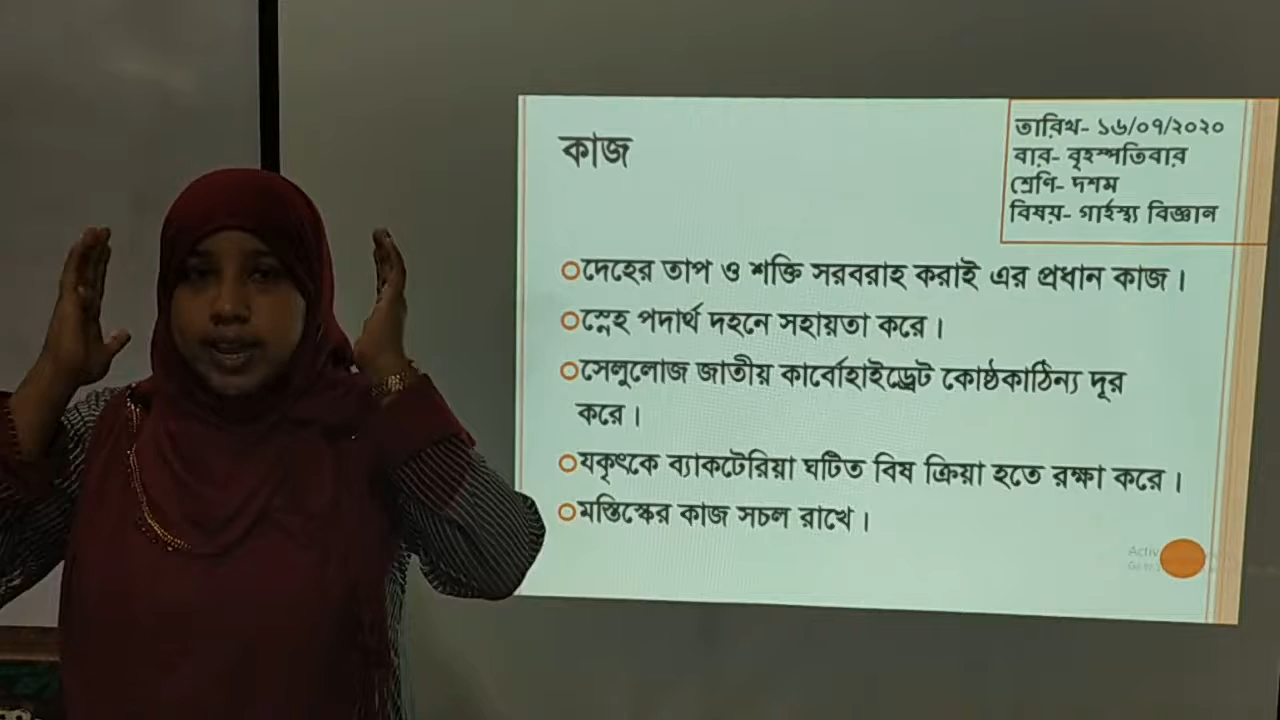 কাজ
তারিখ- ১৬/০৭/২০২০
বার- বৃহস্পতিবার
শ্রেণি- দশম
বিষয়- গার্হস্থ্য বিজ্ঞান
দেহের তাপ ও শক্তি সরবরাহ করাই এর প্রধান কাজ।
স্নেহ পদার্থ দহনে সহায়তা করে।
সেলুলোজ জাতীয় কার্বোহাইড্রেট কোষ্ঠকাঠিন্য দূর
করে।
যকৃৎকে ব্যাকটেরিয়া ঘটিত বিষ ক্রিয়া হতে রক্ষা করে।
মস্তিস্কের কাজ সচল রাখে।